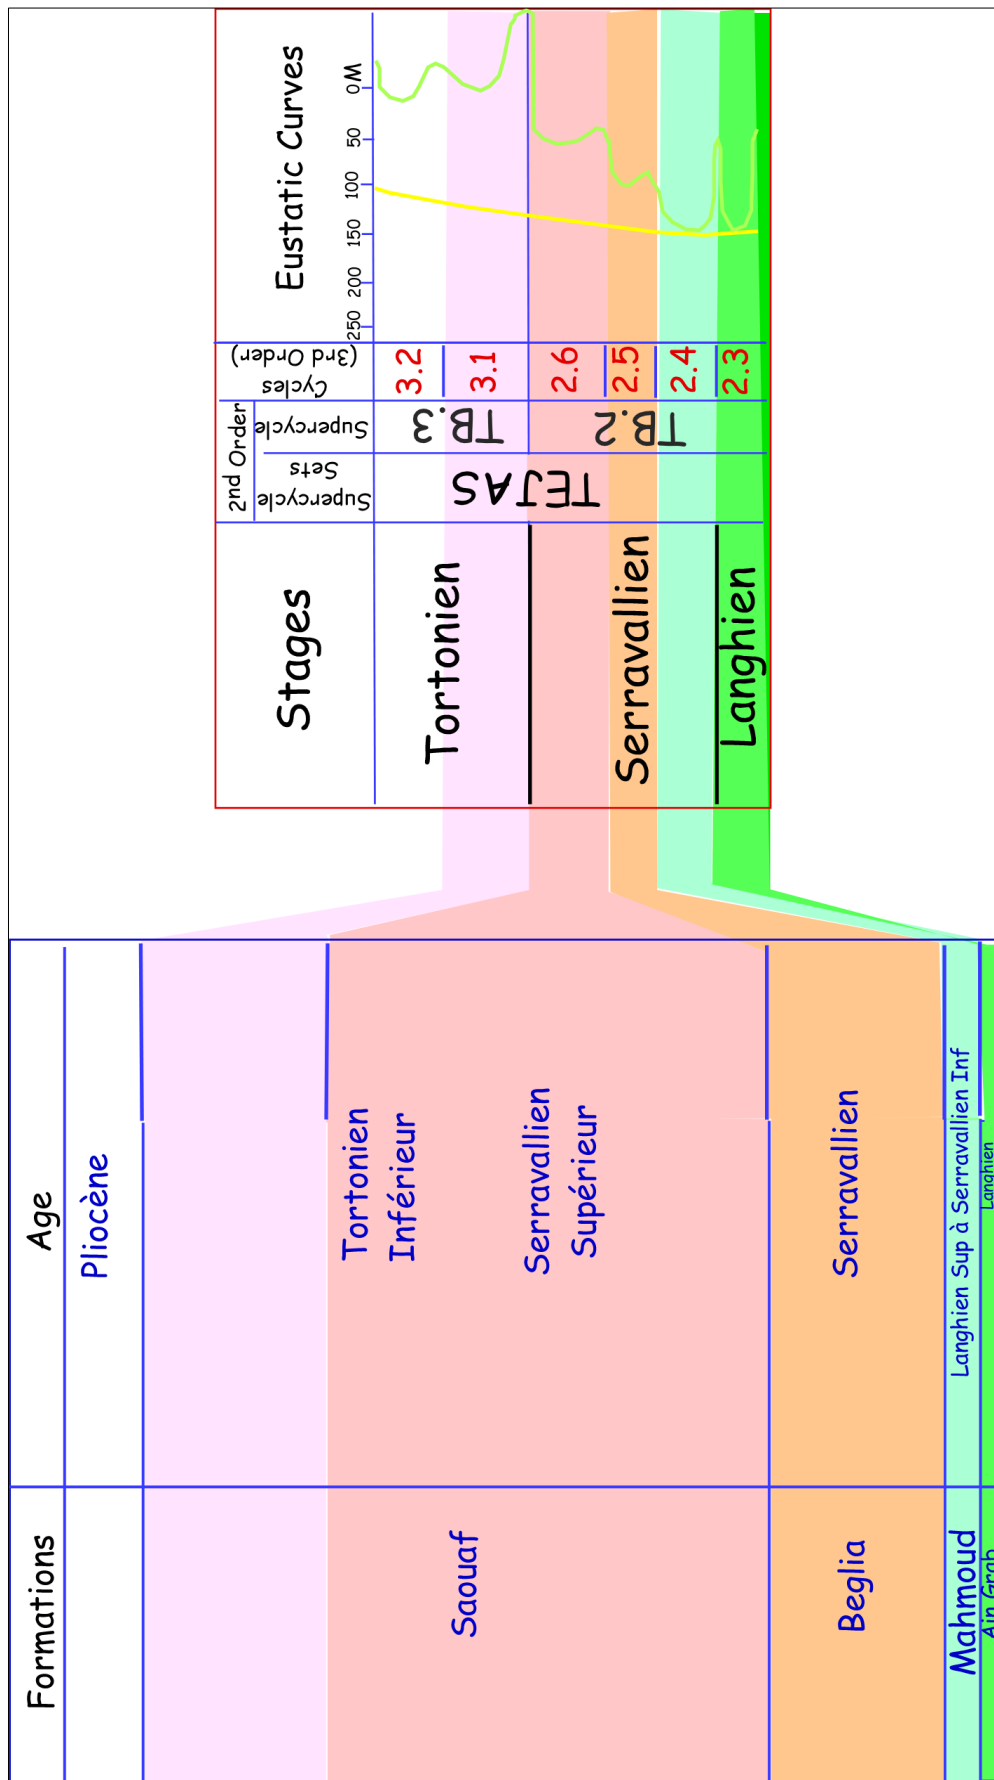 Eustatic Curves
0M
50
100
150
200
250
Cycles
(3rd Order)
3.2
3.1
2.6
2.5
2.4
2.3
2nd Order
Supercycle
TB.3
TB.2
Supercycle
Sets
TEJAS
Stages
Tortonien
Serravallien
Langhien
Age
Pliocène
Tortonien
Inférieur
Serravallien
Supérieur
Serravallien
Langhien Sup à Serravallien Inf
Langhien
Formations
Saouaf
Beglia
Mahmoud
Ain Grab